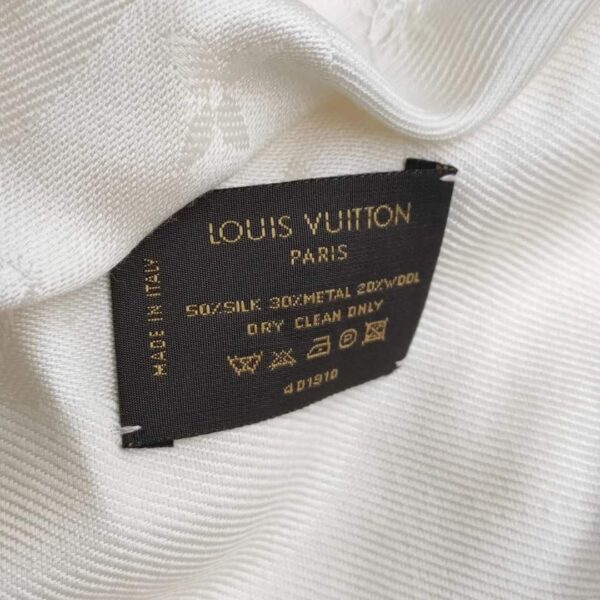 LOUIS VUITTON
PARIS
MADE IN ITALY
50%SILK 30%METAL 20%WOOL
DRY CLEAN ONLY
401910